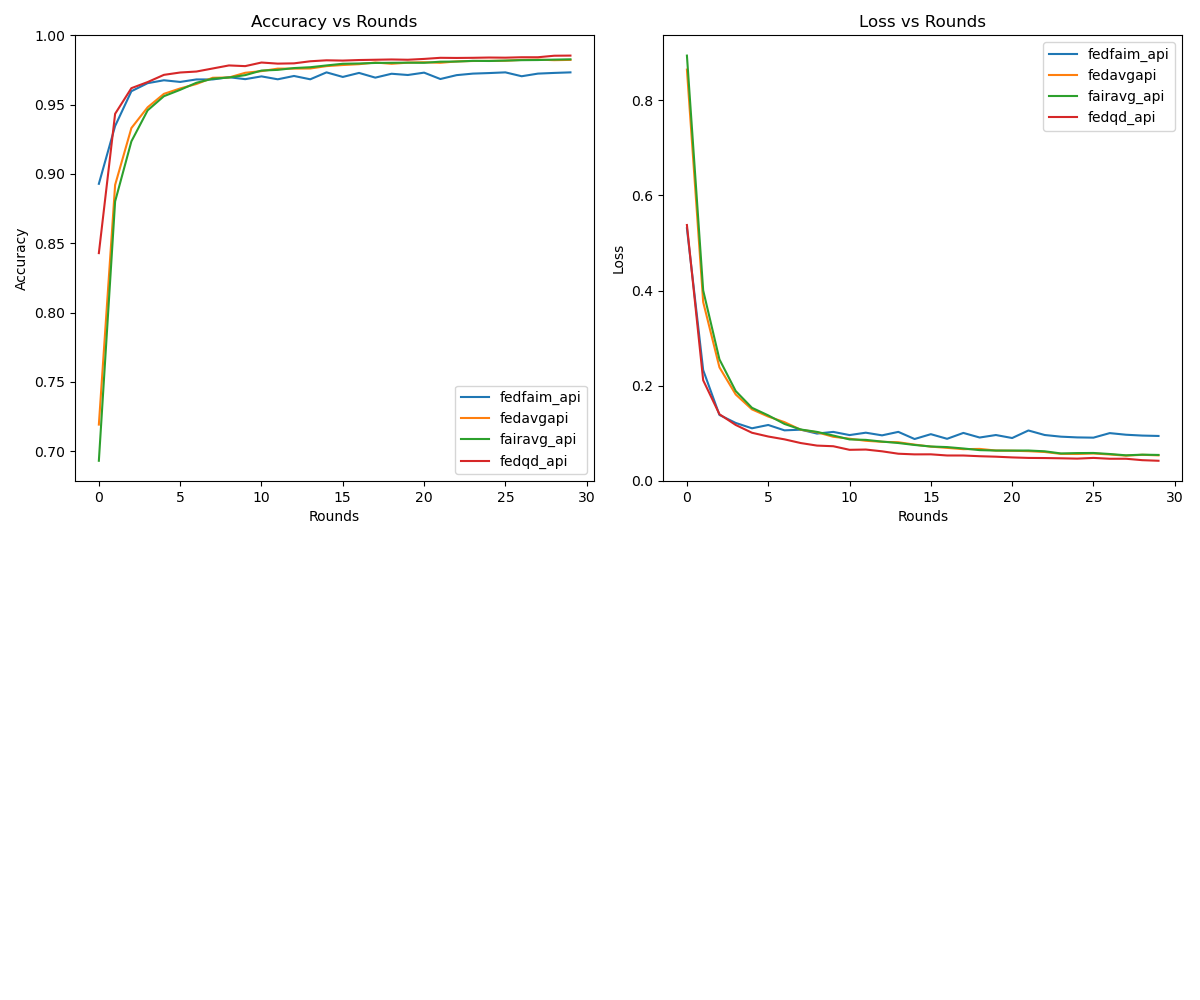 Accuracy vs Rounds
1.00
0.95
0.90
0.85
0.80
0.75
0.70
Accuracy
0 5 10 15 20 25 30
Rounds
fedfaim_api
fedavgapi
fairavg_api
fedqd_api
Loss vs Rounds
0.8
0.6
0.4
0.2
0.0
Loss
0 5 10 15 20 25 30
Rounds
fedfaim_api
fedavgapi
fairavg_api
fedqd_api